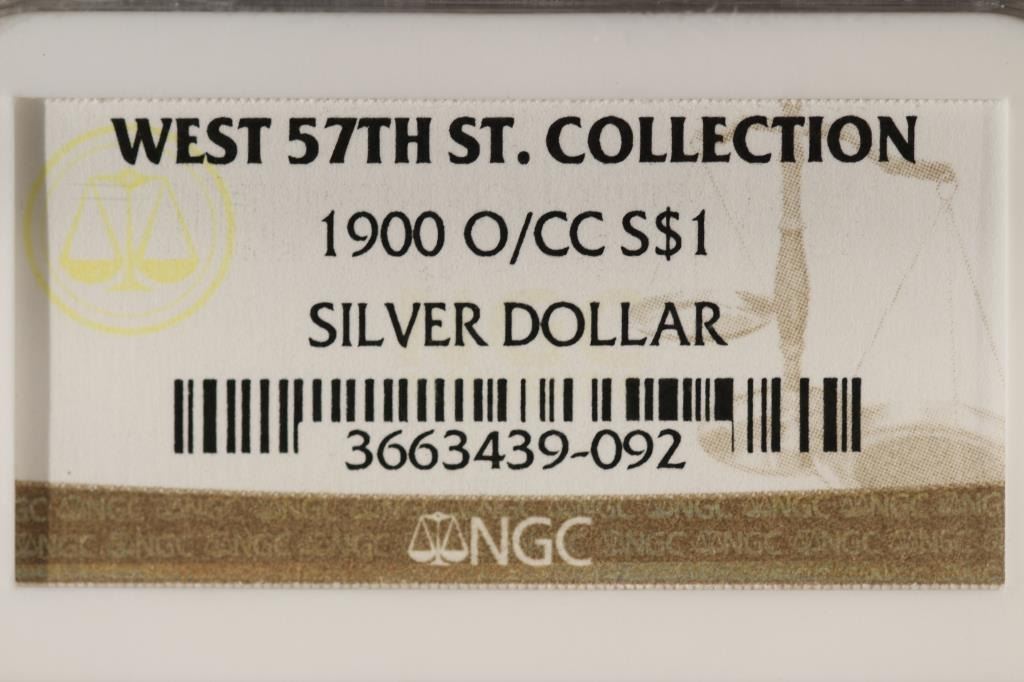 WEST 57TH ST. COLLECTION
1900 O/CC S$1
SILVER DOLLAR
3663439-092
NGC